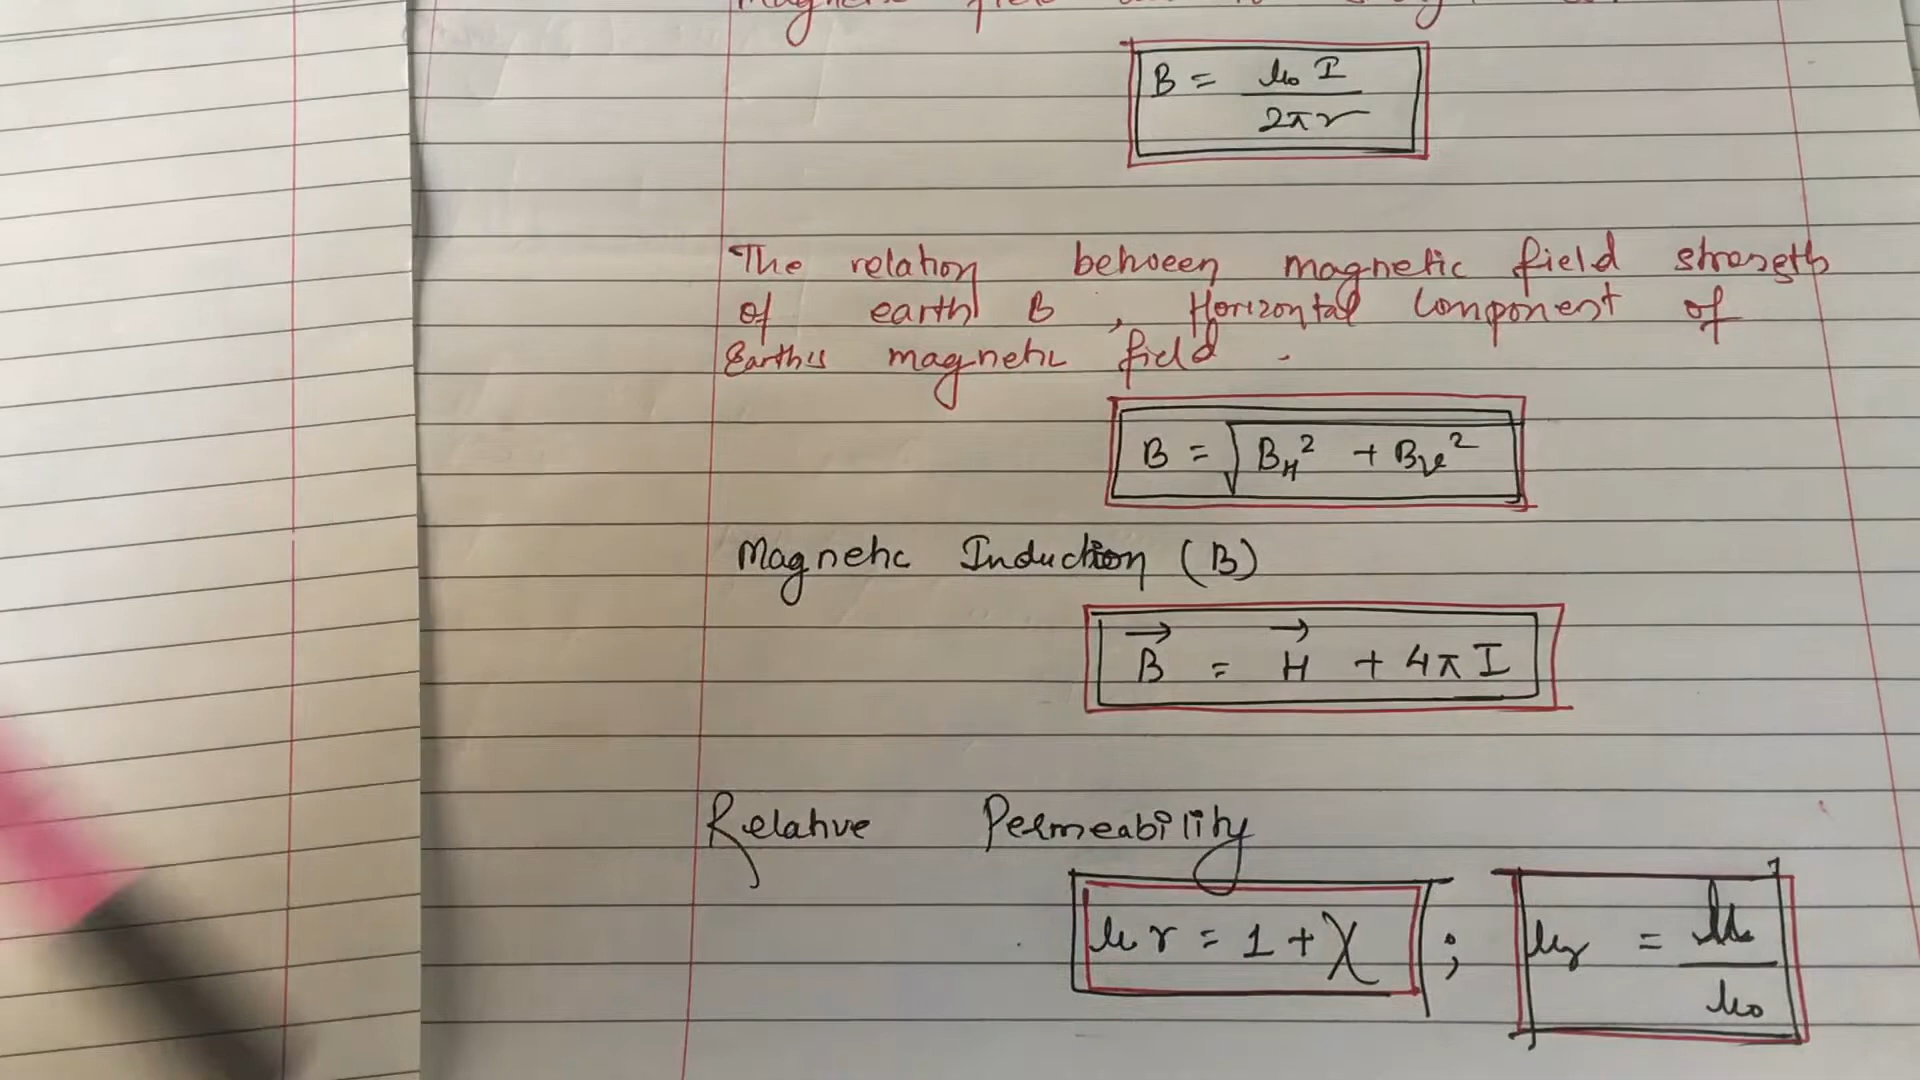 B = μ₀ I / 2πr
The relation between magnetic field strength
of earth B , Horizontal Component of
Earth's magnetic field .
B = √(B_H² + B_ve²)
Magnetic Induction (B)
B⃗ = H⃗ + 4π I
Relative Permeability
μr = 1 + χ ; μr = μ / μ₀